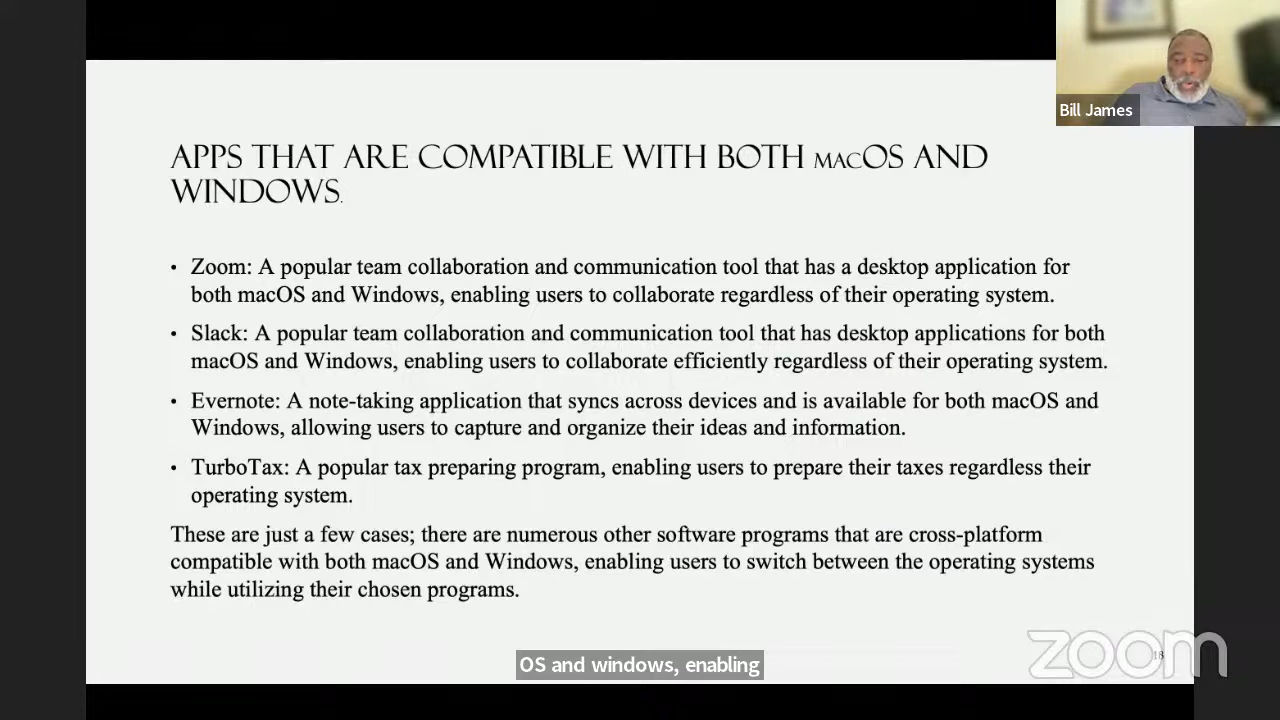 Bill James
APPS THAT ARE COMPATIBLE WITH BOTH MACOS AND
WINDOWS.
• Zoom: A popular team collaboration and communication tool that has a desktop application for
both macOS and Windows, enabling users to collaborate regardless of their operating system.
• Slack: A popular team collaboration and communication tool that has desktop applications for both
macOS and Windows, enabling users to collaborate efficiently regardless of their operating system.
• Evernote: A note-taking application that syncs across devices and is available for both macOS and
Windows, allowing users to capture and organize their ideas and information.
• TurboTax: A popular tax preparing program, enabling users to prepare their taxes regardless their
operating system.
These are just a few cases; there are numerous other software programs that are cross-platform
compatible with both macOS and Windows, enabling users to switch between the operating systems
while utilizing their chosen programs.
OS and windows, enabling
zoom
18